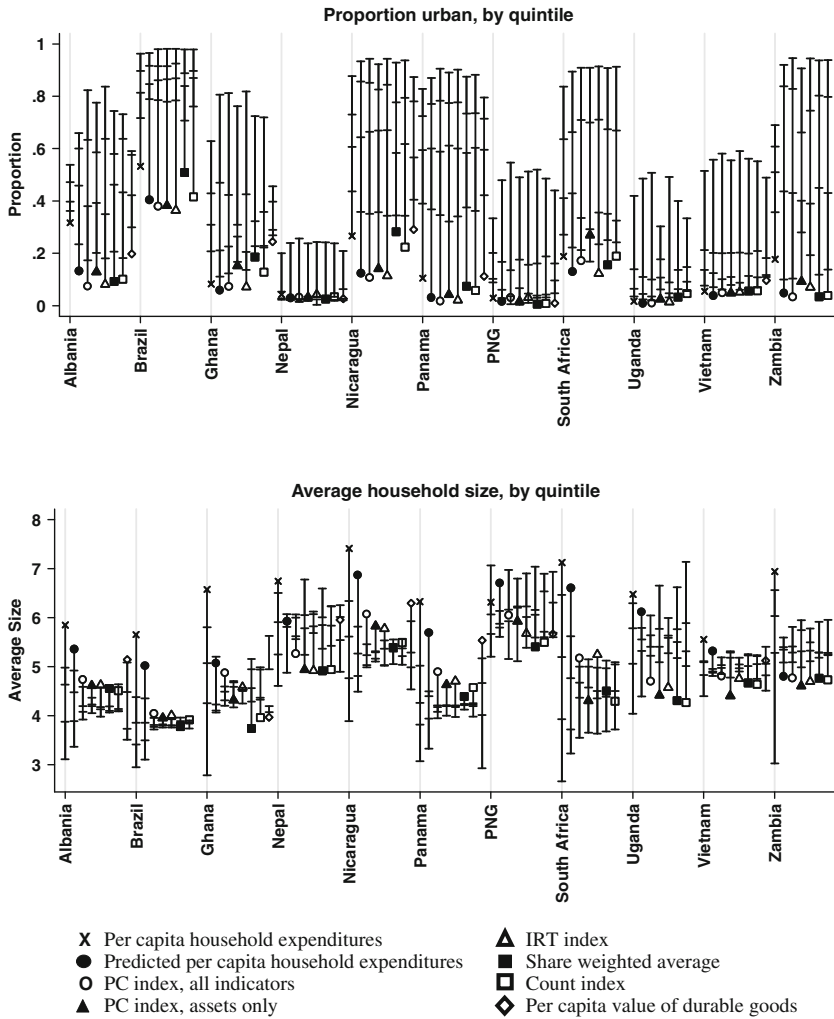 Proportion urban, by quintile
Proportion
1
.8
.6
.4
.2
0
Albania
Brazil
Ghana
Nepal
Nicaragua
Panama
PNG
South Africa
Uganda
Vietnam
Zambia
Average household size, by quintile
Average Size
8
7
6
5
4
3
Albania
Brazil
Ghana
Nepal
Nicaragua
Panama
PNG
South Africa
Uganda
Vietnam
Zambia
Per capita household expenditures
Predicted per capita household expenditures
PC index, all indicators
PC index, assets only
IRT index
Share weighted average
Count index
Per capita value of durable goods